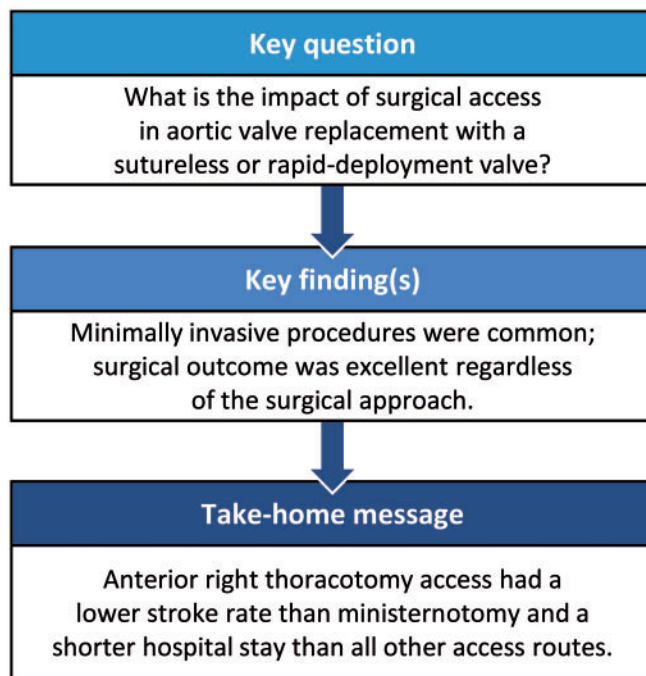 Key question
What is the impact of surgical access
in aortic valve replacement with a
sutureless or rapid-deployment valve?
Key finding(s)
Minimally invasive procedures were common;
surgical outcome was excellent regardless
of the surgical approach.
Take-home message
Anterior right thoracotomy access had a
lower stroke rate than ministernotomy and a
shorter hospital stay than all other access routes.